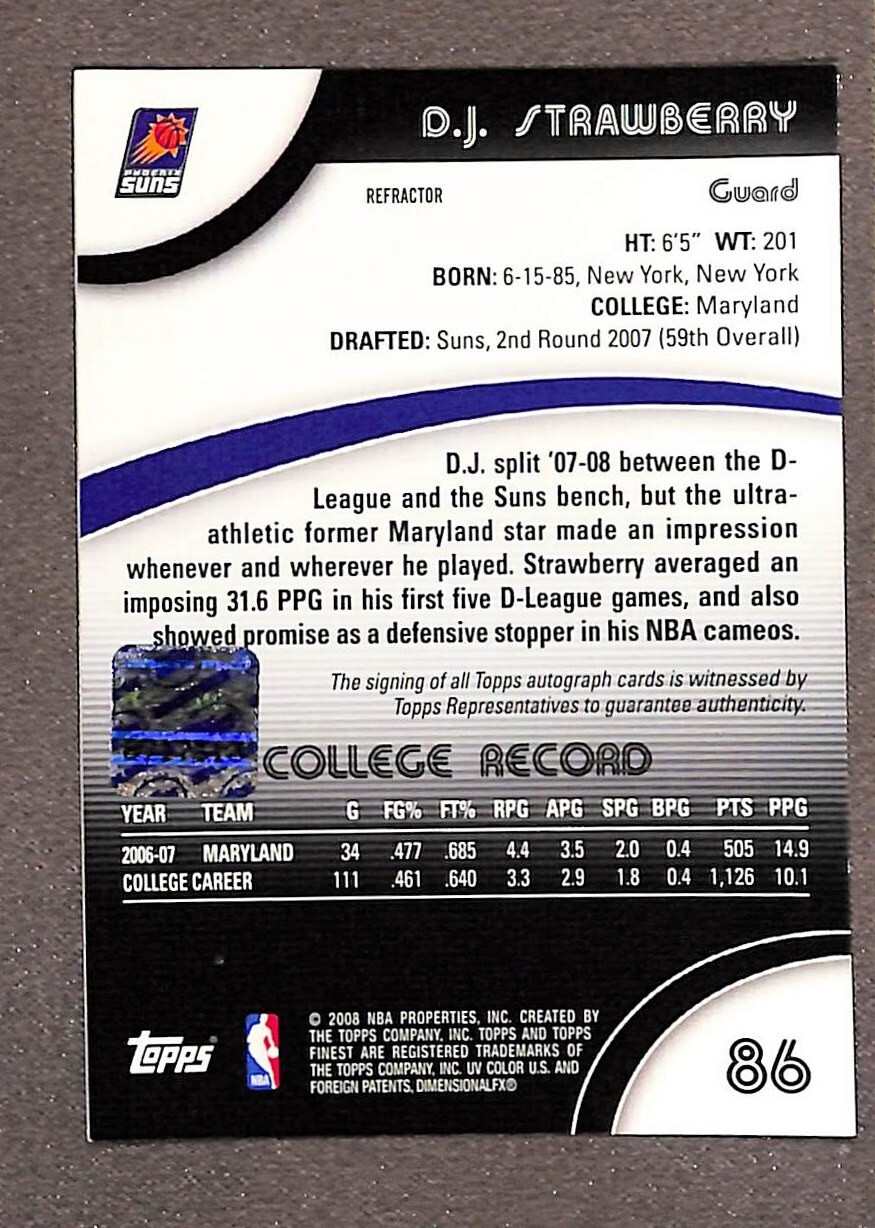 PHOENIX
SUNS
D.J. STRAWBERRY
REFRACTOR
Guard
HT: 6'5" WT: 201
BORN: 6-15-85, New York, New York
COLLEGE: Maryland
DRAFTED: Suns, 2nd Round 2007 (59th Overall)
D.J. split '07-08 between the D-
League and the Suns bench, but the ultra-
athletic former Maryland star made an impression
whenever and wherever he played. Strawberry averaged an
imposing 31.6 PPG in his first five D-League games, and also
showed promise as a defensive stopper in his NBA cameos.
The signing of all Topps autograph cards is witnessed by
Topps Representatives to guarantee authenticity.
COLLEGE RECORD
YEAR TEAM G FG% FT% RPG APG SPG BPG PTS PPG
2006-07 MARYLAND 34 .477 .685 4.4 3.5 2.0 0.4 505 14.9
COLLEGE CAREER 111 .461 .640 3.3 2.9 1.8 0.4 1,126 10.1
topps®
NBA
© 2008 NBA PROPERTIES, INC. CREATED BY
THE TOPPS COMPANY, INC. TOPPS AND TOPPS
FINEST ARE REGISTERED TRADEMARKS OF
THE TOPPS COMPANY, INC. UV COLOR U.S. AND
FOREIGN PATENTS, DIMENSIONALFX®
86